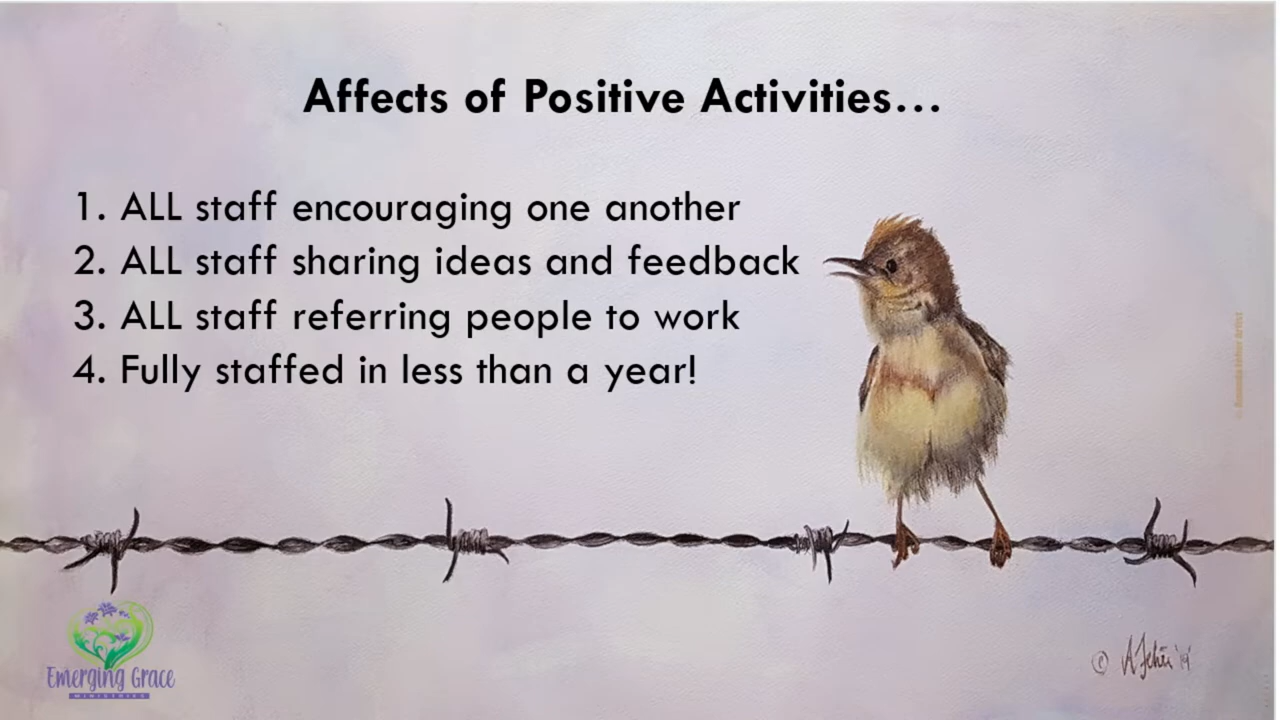 Affects of Positive Activities…
1. ALL staff encouraging one another
2. ALL staff sharing ideas and feedback
3. ALL staff referring people to work
4. Fully staffed in less than a year!
Emerging Grace
MINISTRIES
©